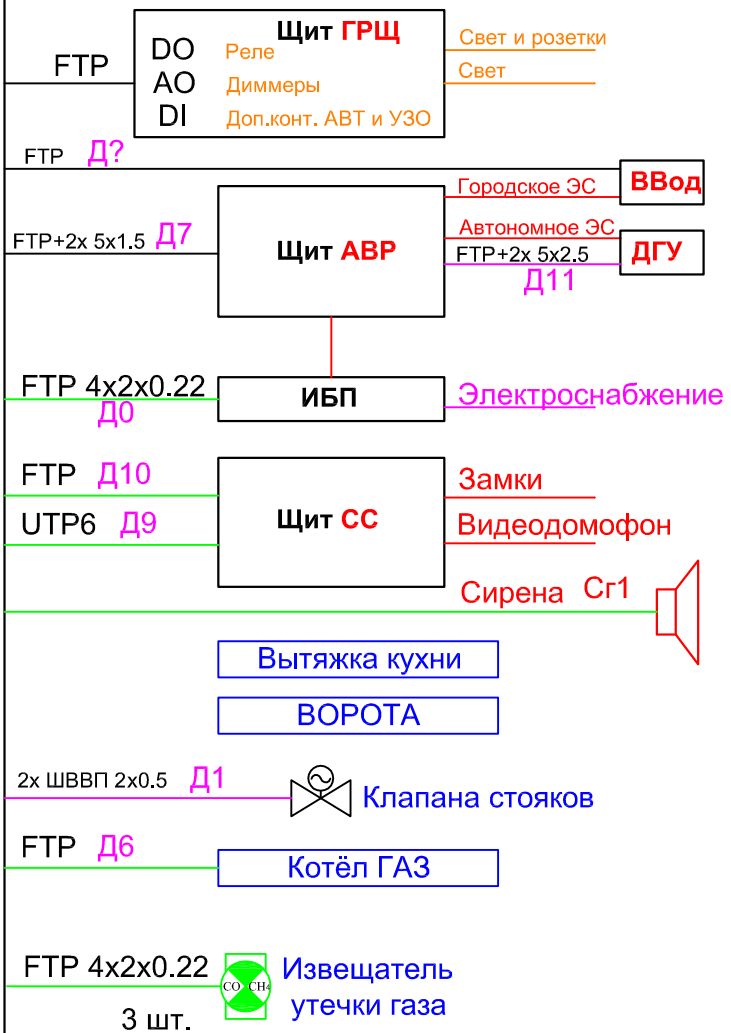 Щит ГРЩ
FTP
DO Реле
AO Диммеры
DI Доп.конт. АВТ и УЗО
Свет и розетки
Свет
FTP Д?
ВВод
Городское ЭС
FTP+2x 5x1.5 Д7
Щит АВР
Автономное ЭС
FTP+2x 5x2.5
Д11
ДГУ
FTP 4x2x0.22
Д0
ИБП
Электроснабжение
FTP Д10
UTP6 Д9
Щит СС
Замки
Видеодомофон
Сирена Сг1
Вытяжка кухни
ВОРОТА
2x ШВВП 2x0.5 Д1
Клапана стояков
FTP Д6
Котёл ГАЗ
FTP 4x2x0.22
3 шт.
CO CH4
Извещатель
утечки газа